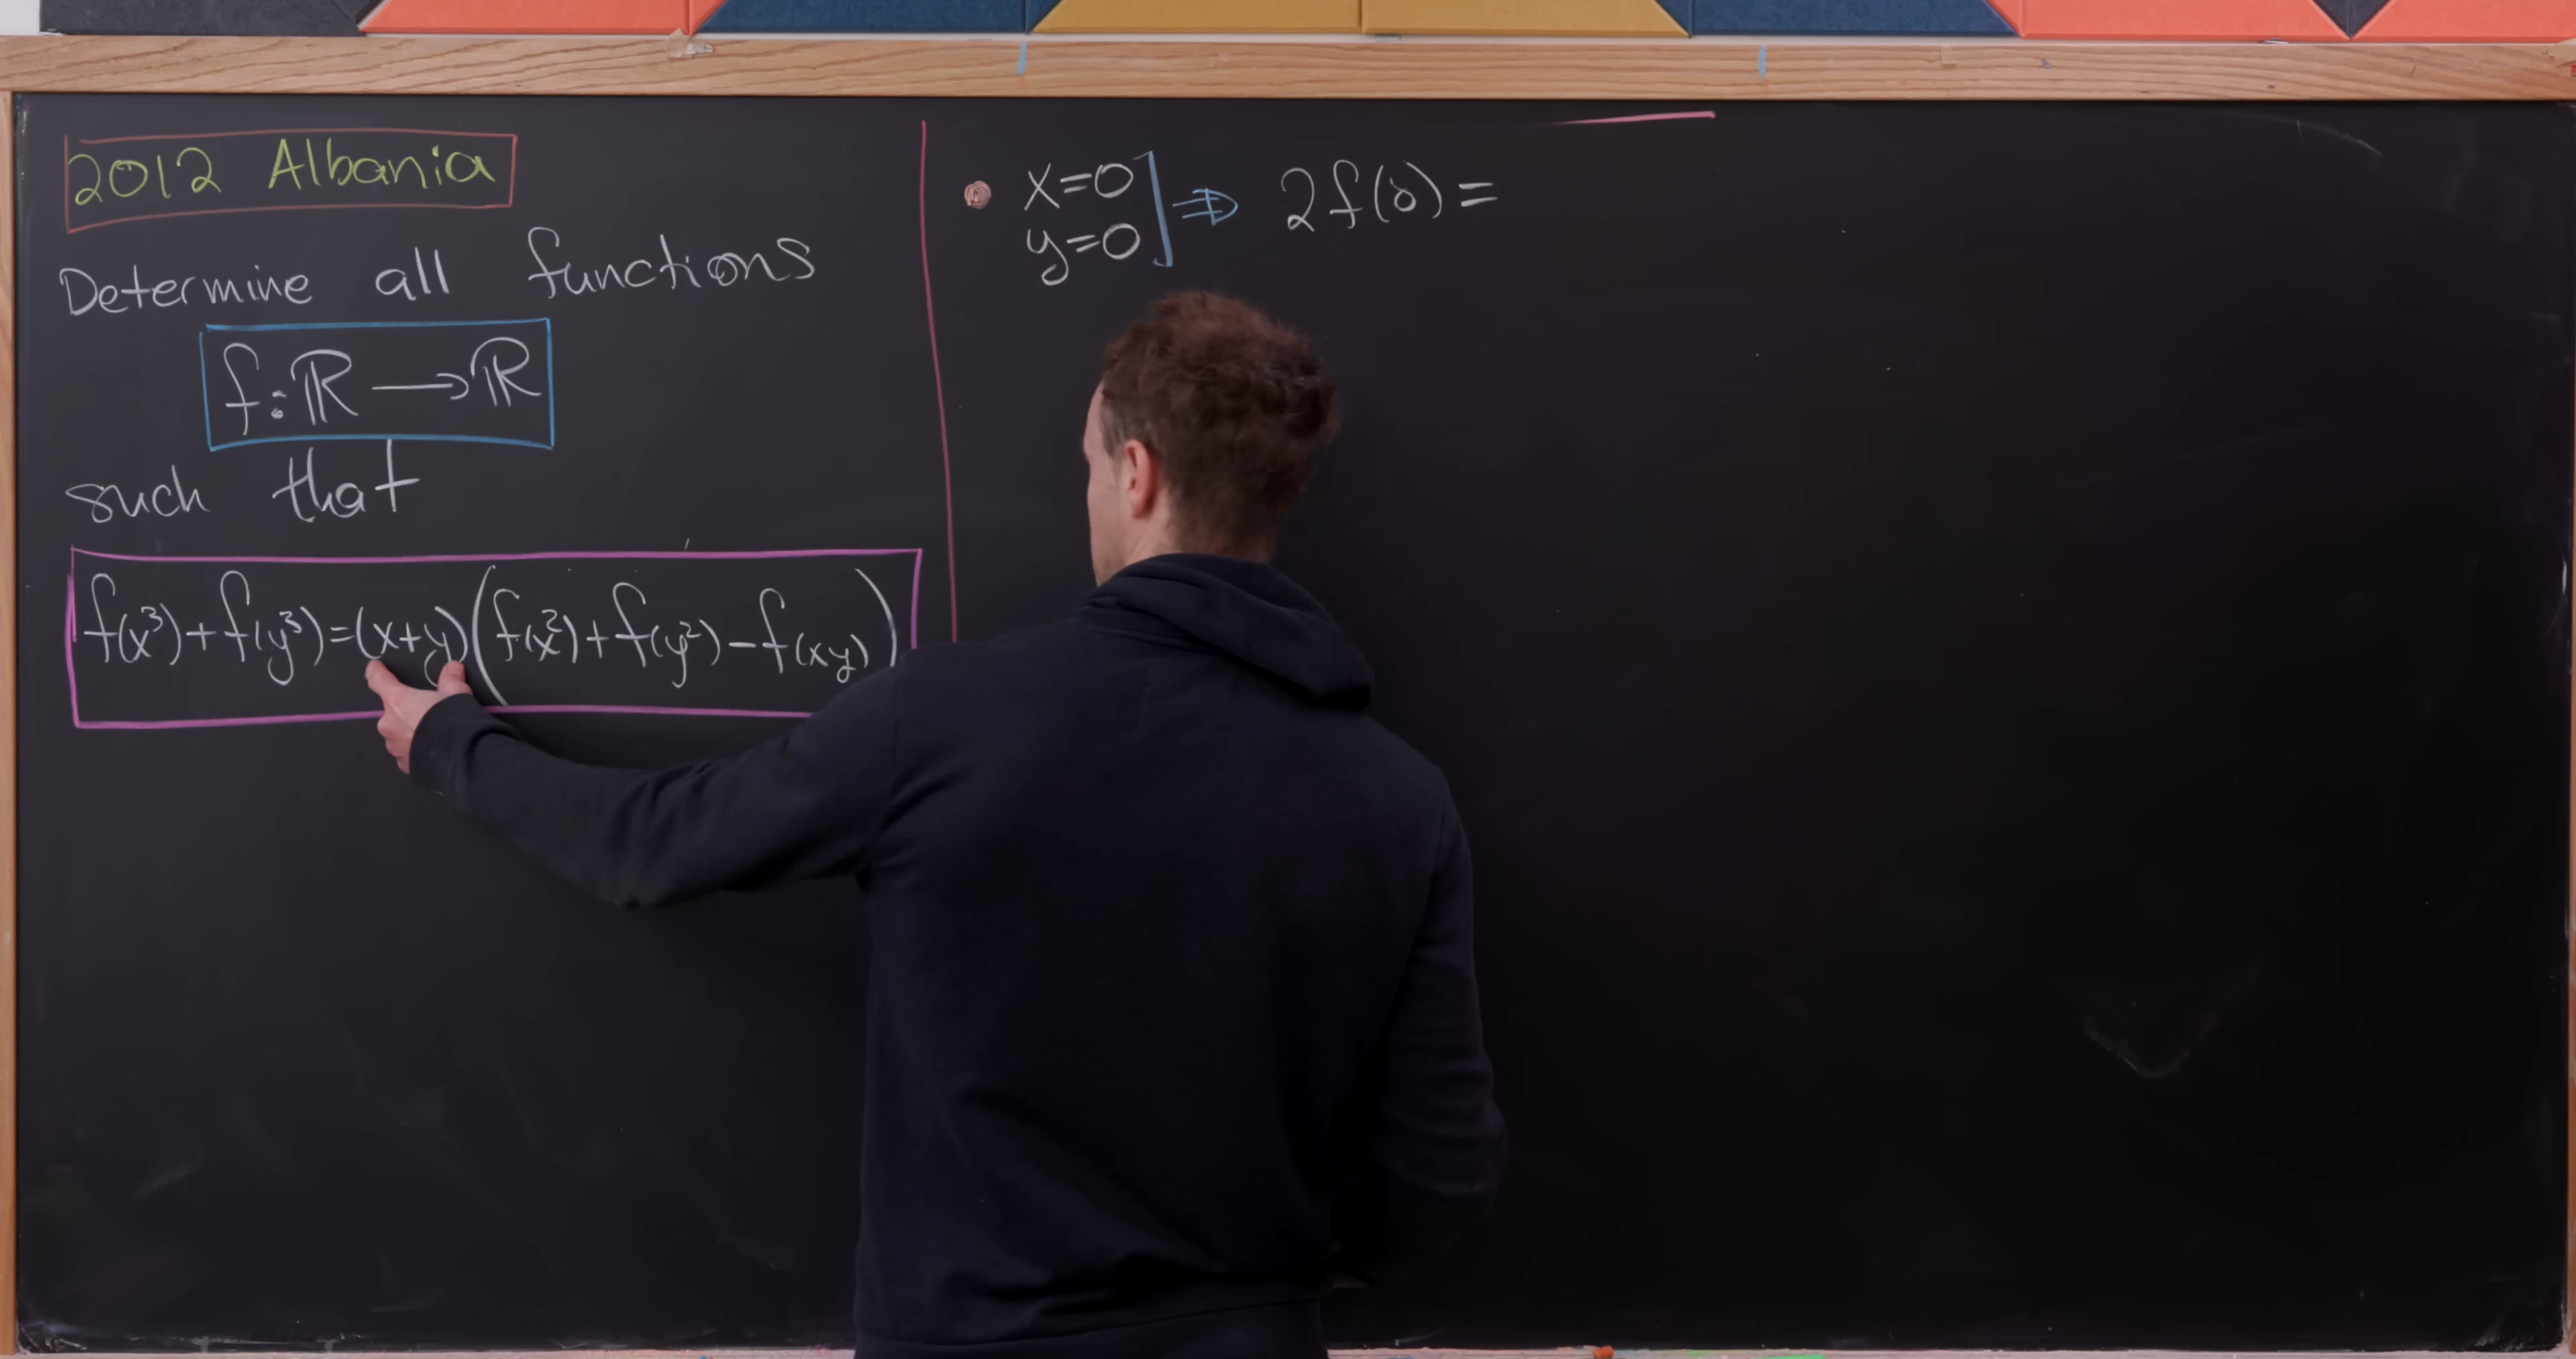 2012 Albania
Determine all functions
f:ℝ⟶ℝ
such that
f(x³)+f(y³)=(x+y)(f(x²)+f(y²)-f(xy))
• x=0
y=0] ⇒ 2f(0)=